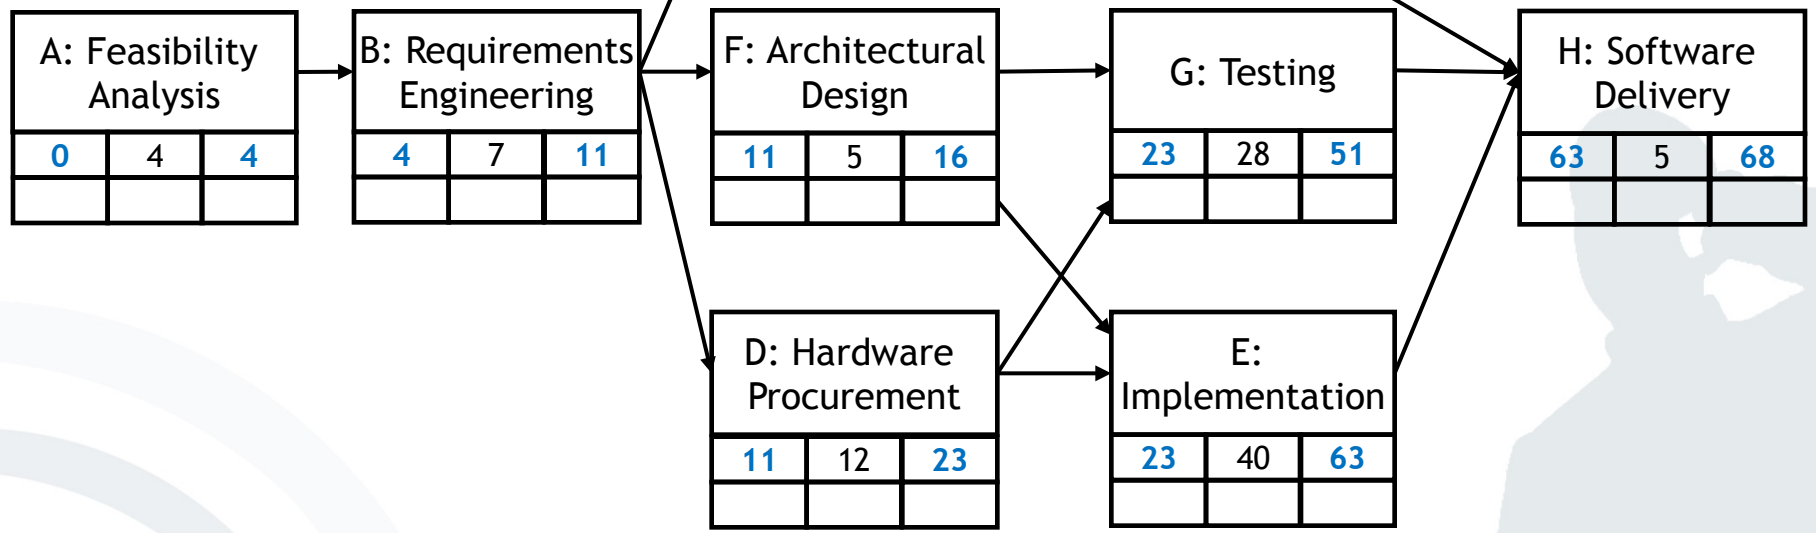 A: Feasibility
Analysis
0 4 4
B: Requirements
Engineering
4 7 11
F: Architectural
Design
11 5 16
G: Testing
23 28 51
H: Software
Delivery
63 5 68
D: Hardware
Procurement
11 12 23
E:
Implementation
23 40 63